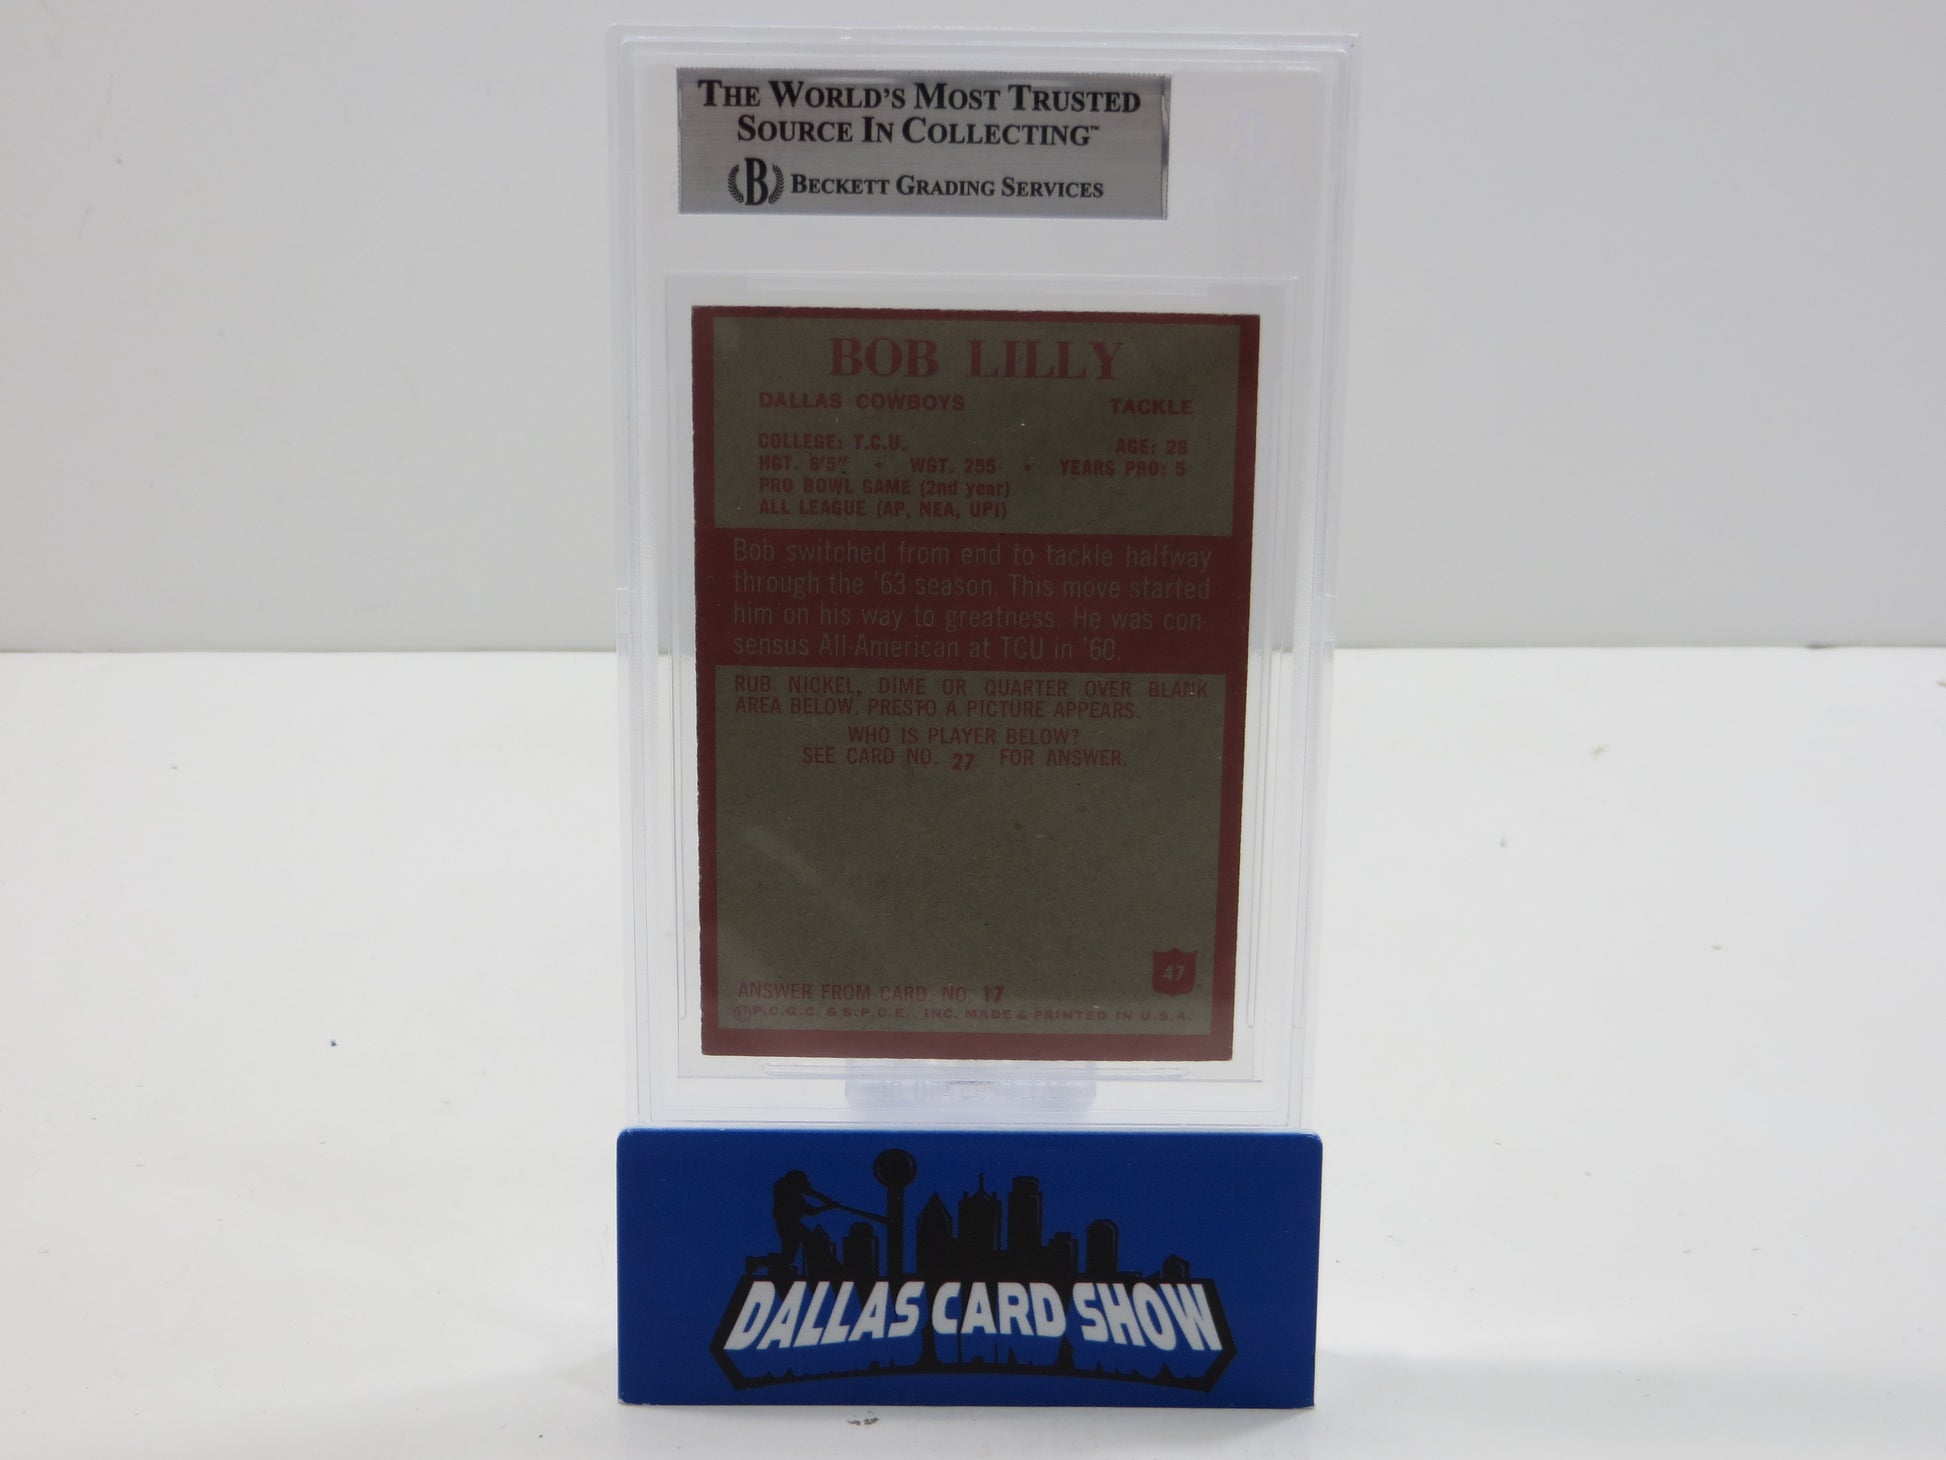 THE WORLD'S MOST TRUSTED
SOURCE IN COLLECTING™
B BECKETT GRADING SERVICES
BOB LILLY
DALLAS COWBOYS TACKLE
COLLEGE: T.C.U. AGE: 26
HGT. 6'5" • WGT. 255 • YEARS PRO: 5
PRO BOWL GAME (2nd year)
ALL LEAGUE (AP, NEA, UPI)
Bob switched from end to tackle halfway
through the '63 season. This move started
him on his way to greatness. He was con-
sensus All-American at TCU in '60.
RUB NICKEL, DIME OR QUARTER OVER BLANK
AREA BELOW. PRESTO A PICTURE APPEARS.
WHO IS PLAYER BELOW?
SEE CARD NO. 27 FOR ANSWER.
47
ANSWER FROM CARD. NO. 17
©P.C.G.C. & S.P.C.E., INC. MADE & PRINTED IN U.S.A.
DALLAS CARD SHOW